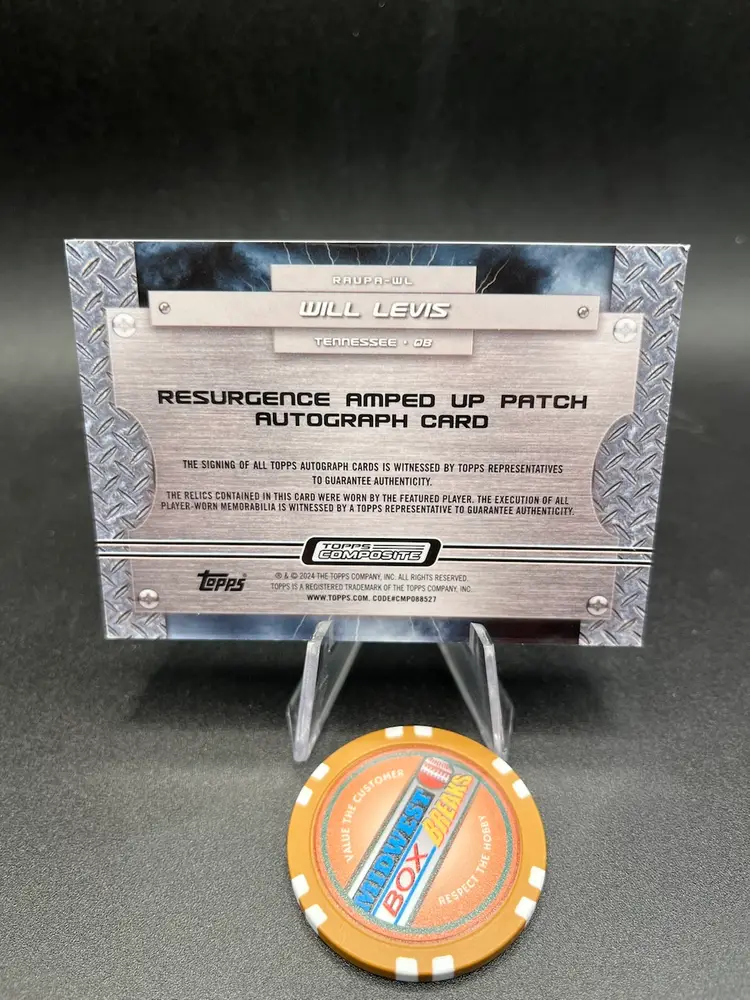 RAUPA-WL
WILL LEVIS
TENNESSEE • QB
RESURGENCE AMPED UP PATCH
AUTOGRAPH CARD
THE SIGNING OF ALL TOPPS AUTOGRAPH CARDS IS WITNESSED BY TOPPS REPRESENTATIVES
TO GUARANTEE AUTHENTICITY.
THE RELICS CONTAINED IN THIS CARD WERE WORN BY THE FEATURED PLAYER. THE EXECUTION OF ALL
PLAYER-WORN MEMORABILIA IS WITNESSED BY A TOPPS REPRESENTATIVE TO GUARANTEE AUTHENTICITY.
TOPPS
COMPOSITE
topps
® & © 2024 THE TOPPS COMPANY, INC. ALL RIGHTS RESERVED.
TOPPS IS A REGISTERED TRADEMARK OF THE TOPPS COMPANY, INC.
WWW.TOPPS.COM. CODE#CMP088527
VALUE THE CUSTOMER
MIDWEST
BOX BREAKS
RESPECT THE HOBBY